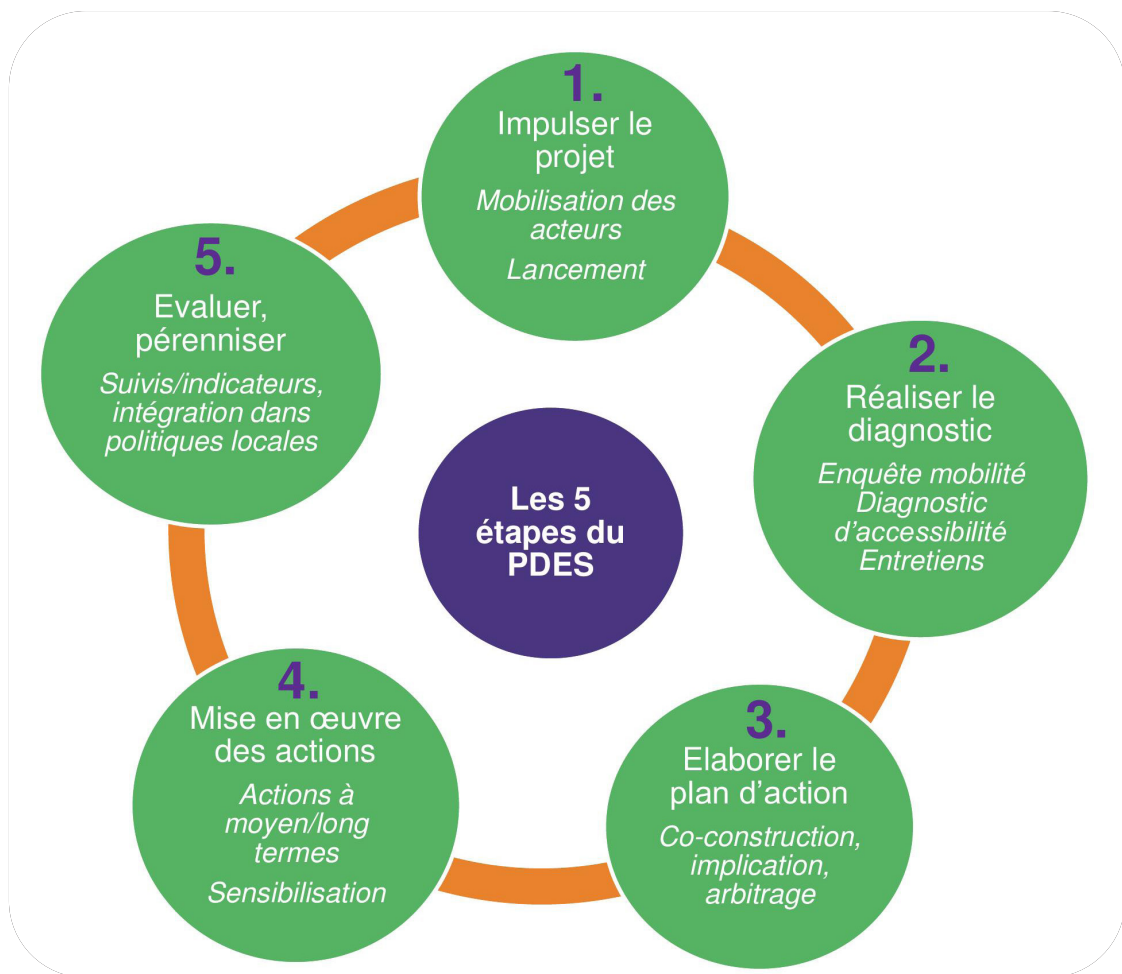 1.
Impulser le
projet
Mobilisation des
acteurs
Lancement
2.
Réaliser le
diagnostic
Enquête mobilité
Diagnostic
d’accessibilité
Entretiens
3.
Elaborer le
plan d’action
Co-construction,
implication,
arbitrage
4.
Mise en œuvre
des actions
Actions à
moyen/long
termes
Sensibilisation
5.
Evaluer,
pérenniser
Suivis/indicateurs,
intégration dans
politiques locales
Les 5
étapes du
PDES